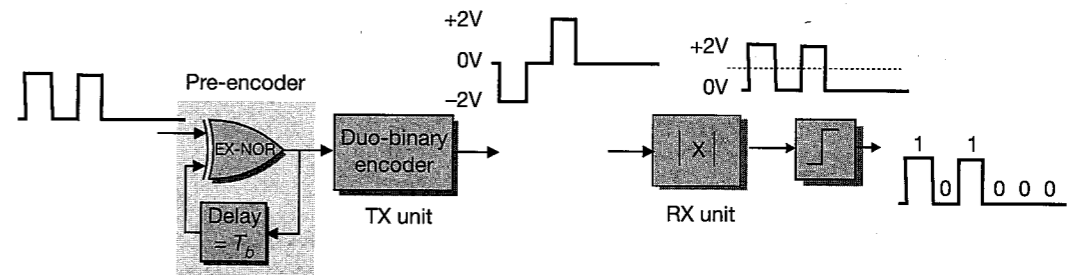 +2V
0V
−2V
+2V
0V
Pre-encoder
EX-NOR
Delay
= T_b
Duo-binary
encoder
TX unit
|X|
RX unit
1 0 1 0 0 0